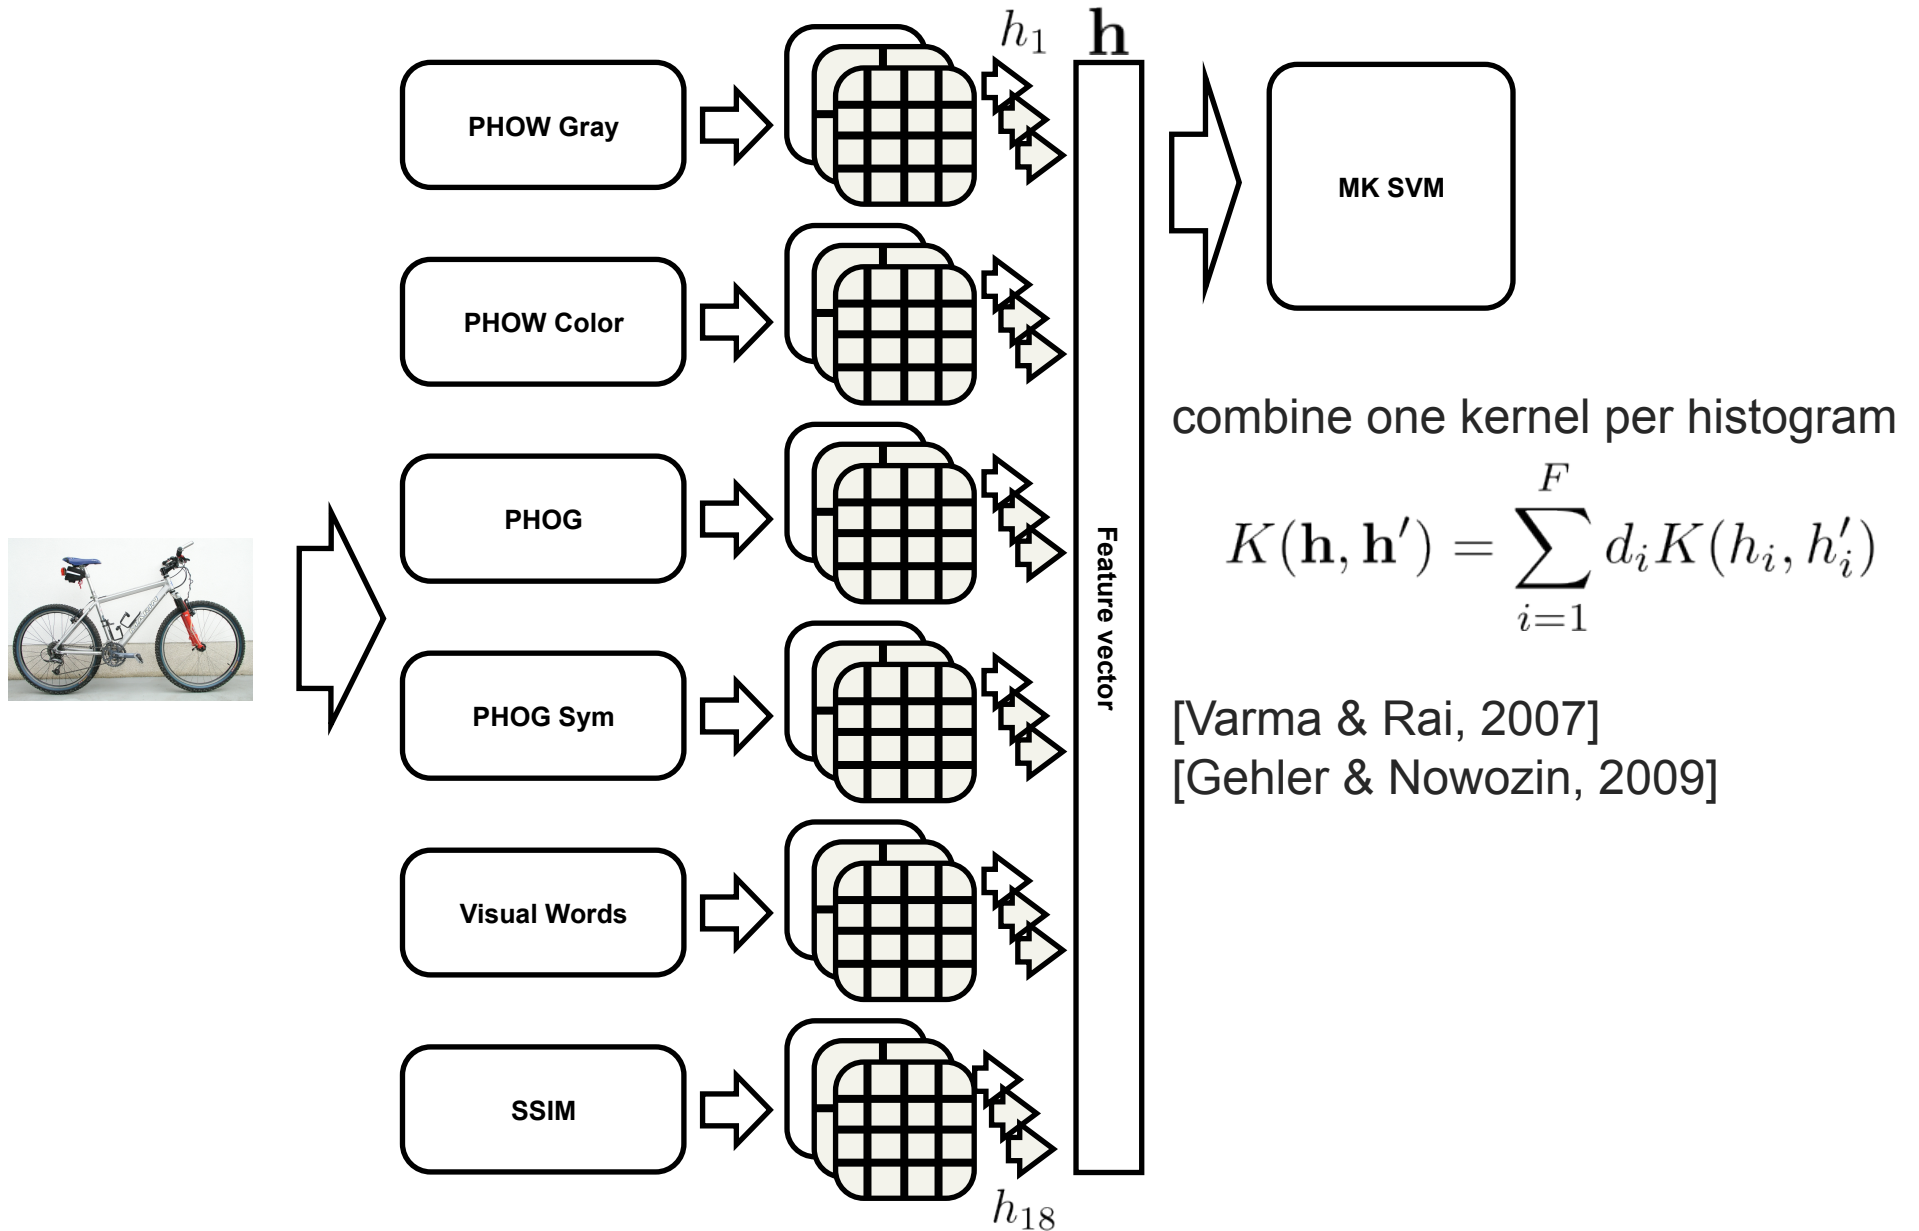 h₁ h
PHOW Gray
MK SVM
PHOW Color
combine one kernel per histogram
K(h, h′) = ∑_{i=1}^{F} dᵢK(hᵢ, h′ᵢ)
PHOG
Feature vector
PHOG Sym
[Varma & Rai, 2007]
[Gehler & Nowozin, 2009]
Visual Words
SSIM
h₁₈